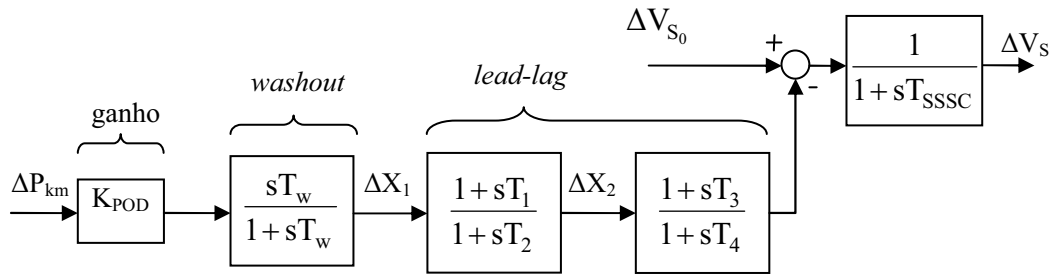 ganho
washout
lead-lag
ΔP_km
K_POD
sT_w
1 + sT_w
ΔX_1
1 + sT_1
1 + sT_2
ΔX_2
1 + sT_3
1 + sT_4
ΔV_S_0
+
-
1
1 + sT_SSSC
ΔV_S